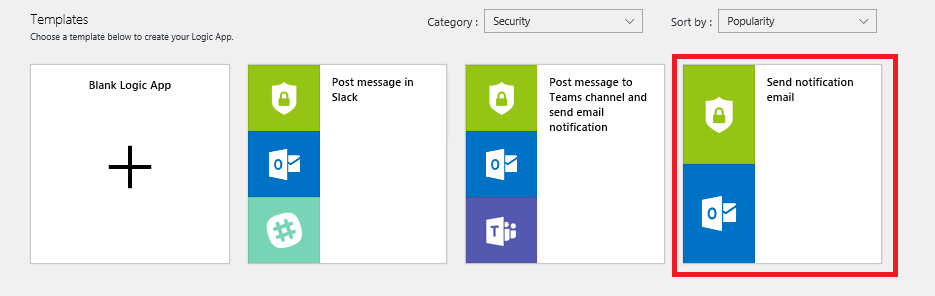 Templates
Category : Security Sort by : Popularity
Choose a template below to create your Logic App.
Blank Logic App
Post message in
Slack
Post message to
Teams channel and
send email
notification
Send notification
email